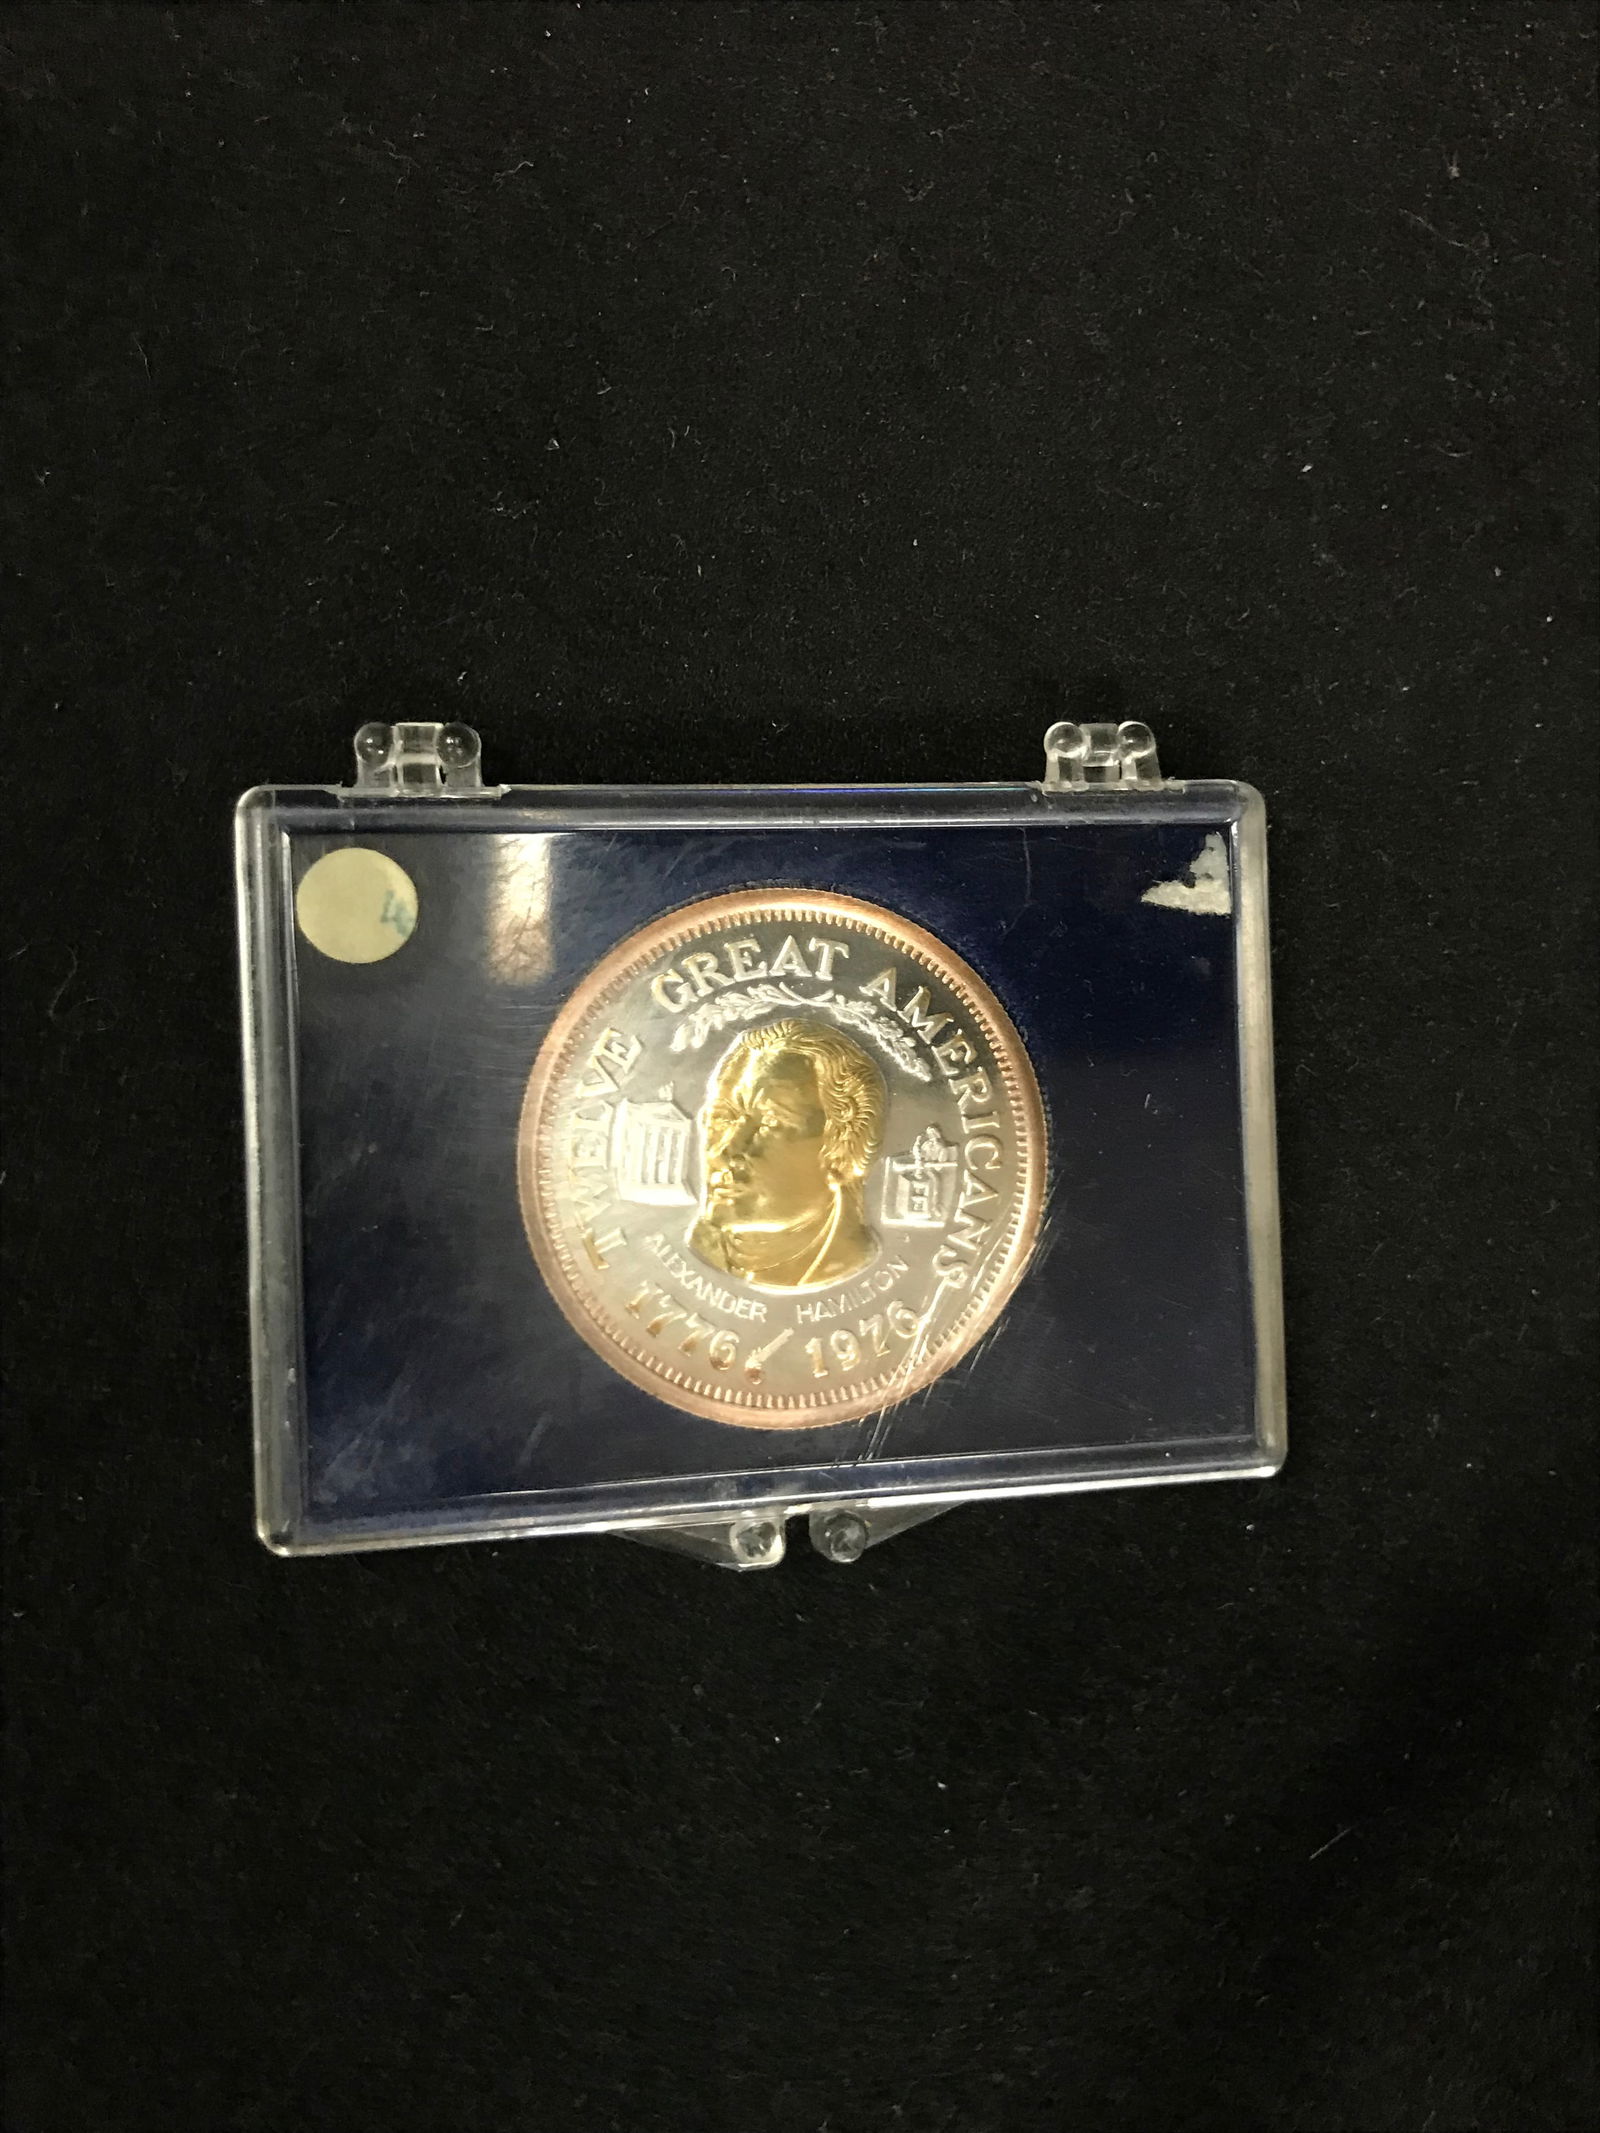 TWELVE GREAT AMERICANS
ALEXANDER HAMILTON
1776 1976